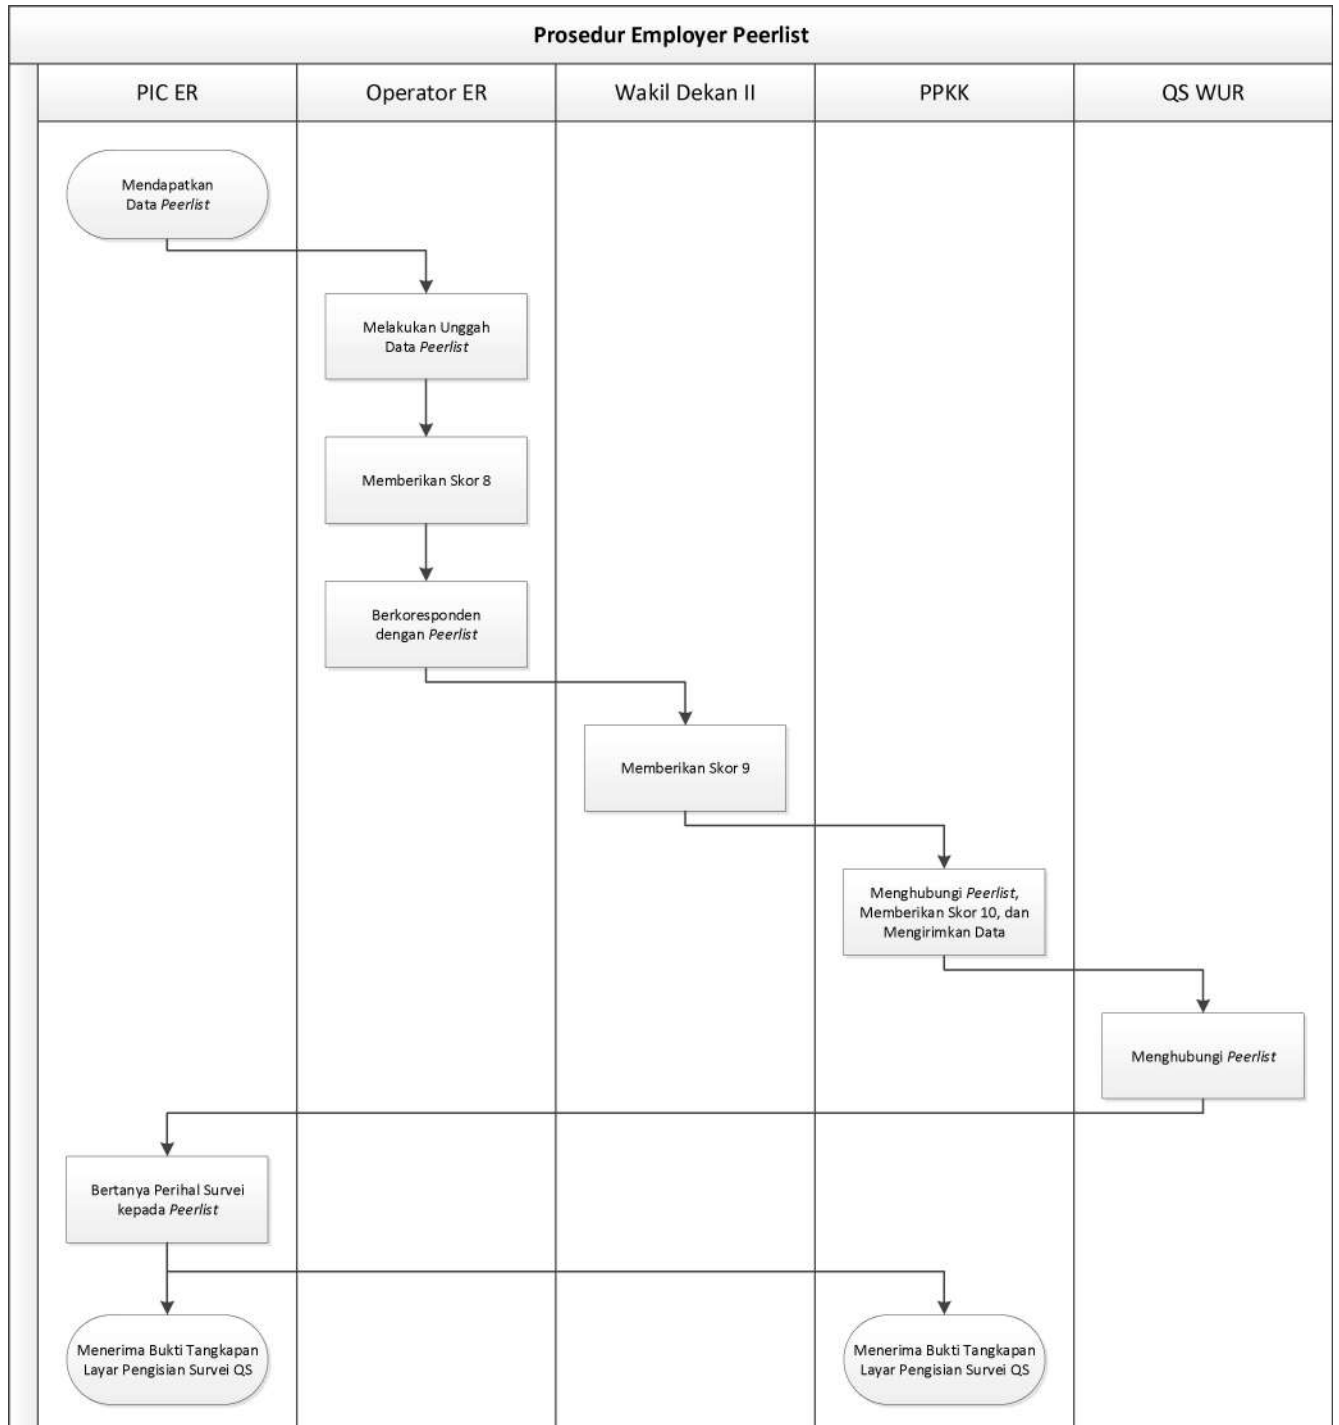 Prosedur Employer Peerlist
PIC ER
Operator ER
Wakil Dekan II
PPKK
QS WUR
Mendapatkan
Data Peerlist
Melakukan Unggah
Data Peerlist
Memberikan Skor 8
Berkoresponden
dengan Peerlist
Memberikan Skor 9
Menghubungi Peerlist,
Memberikan Skor 10, dan
Mengirimkan Data
Menghubungi Peerlist
Bertanya Perihal Survei
kepada Peerlist
Menerima Bukti Tangkapan
Layar Pengisian Survei QS
Menerima Bukti Tangkapan
Layar Pengisian Survei QS